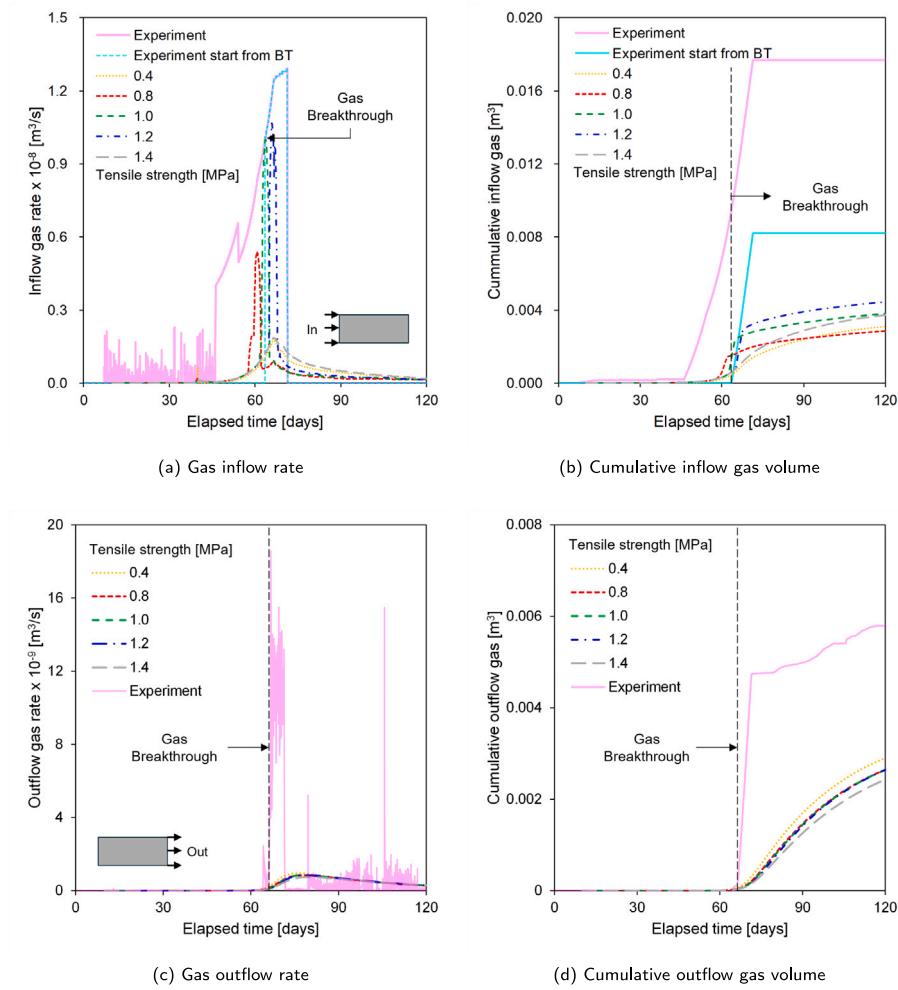 1.5
1.2
0.9
0.6
0.3
0.0
Inflow gas rate x 10-8 [m3/s]
Experiment
Experiment start from BT
0.4
0.8
1.0
1.2
1.4
Tensile strength [MPa]
Gas
Breakthrough
In
0
30
60
90
120
Elapsed time [days]
(a) Gas inflow rate
0.020
0.016
0.012
0.008
0.004
0.000
Cummulative inflow gas [m3]
Experiment
Experiment start from BT
0.4
0.8
1.0
1.2
1.4
Tensile strength [MPa]
Gas
Breakthrough
0
30
60
90
120
Elapsed time [days]
(b) Cumulative inflow gas volume
20
16
12
8
4
0
Outflow gas rate x 10-9 [m3/s]
Tensile strength [MPa]
0.4
0.8
1.0
1.2
1.4
Experiment
Gas
Breakthrough
Out
0
30
60
90
120
Elapsed time [days]
(c) Gas outflow rate
0.008
0.006
0.004
0.002
0
Cumulative outflow gas [m3]
Tensile strength [MPa]
0.4
0.8
1.0
1.2
1.4
Experiment
Gas
Breakthrough
0
30
60
90
120
Elapsed time [days]
(d) Cumulative outflow gas volume